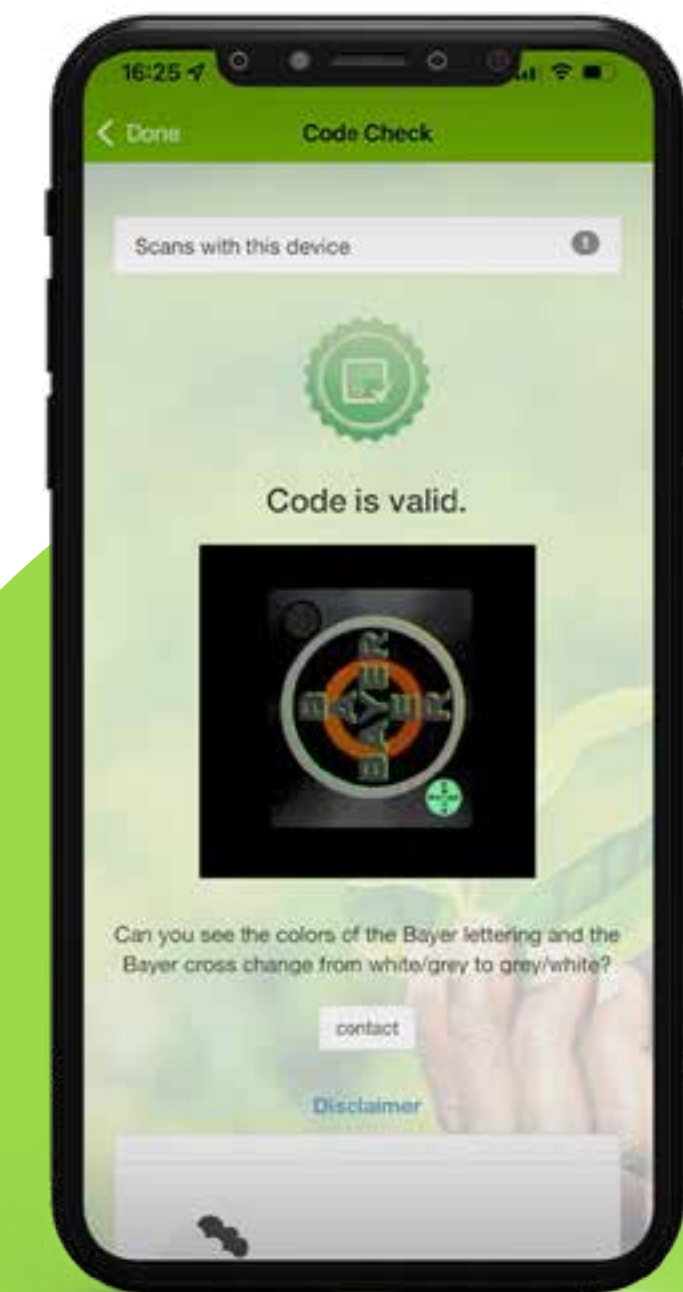 16:25
Done
Code Check
Scans with this device
Code is valid.
BAYER
BAYER
Can you see the colors of the Bayer lettering and the
Bayer cross change from white/grey to grey/white?
contact
Disclaimer